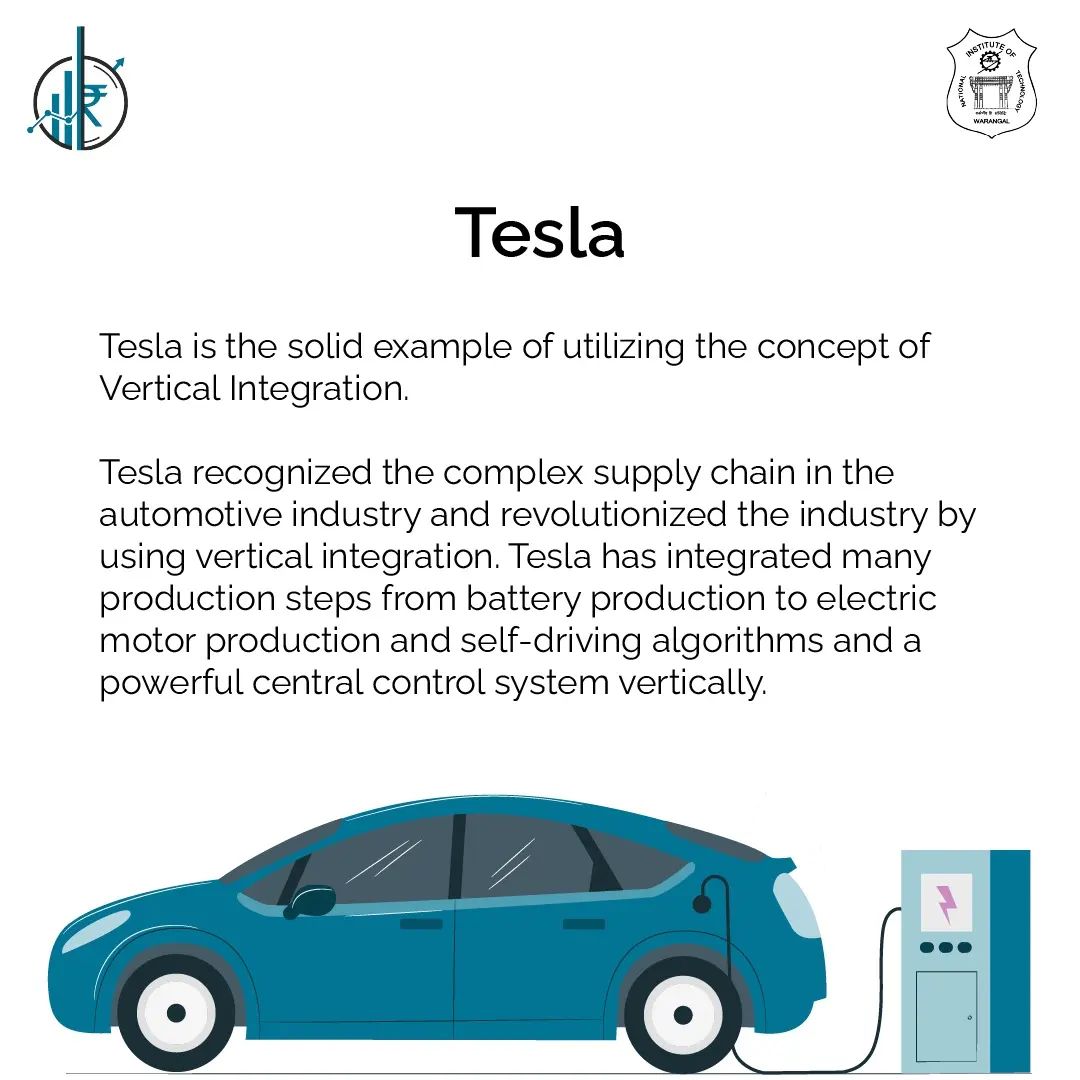 NATIONAL INSTITUTE OF TECHNOLOGY
WARANGAL
Tesla
Tesla is the solid example of utilizing the concept of
Vertical Integration.
Tesla recognized the complex supply chain in the
automotive industry and revolutionized the industry by
using vertical integration. Tesla has integrated many
production steps from battery production to electric
motor production and self-driving algorithms and a
powerful central control system vertically.